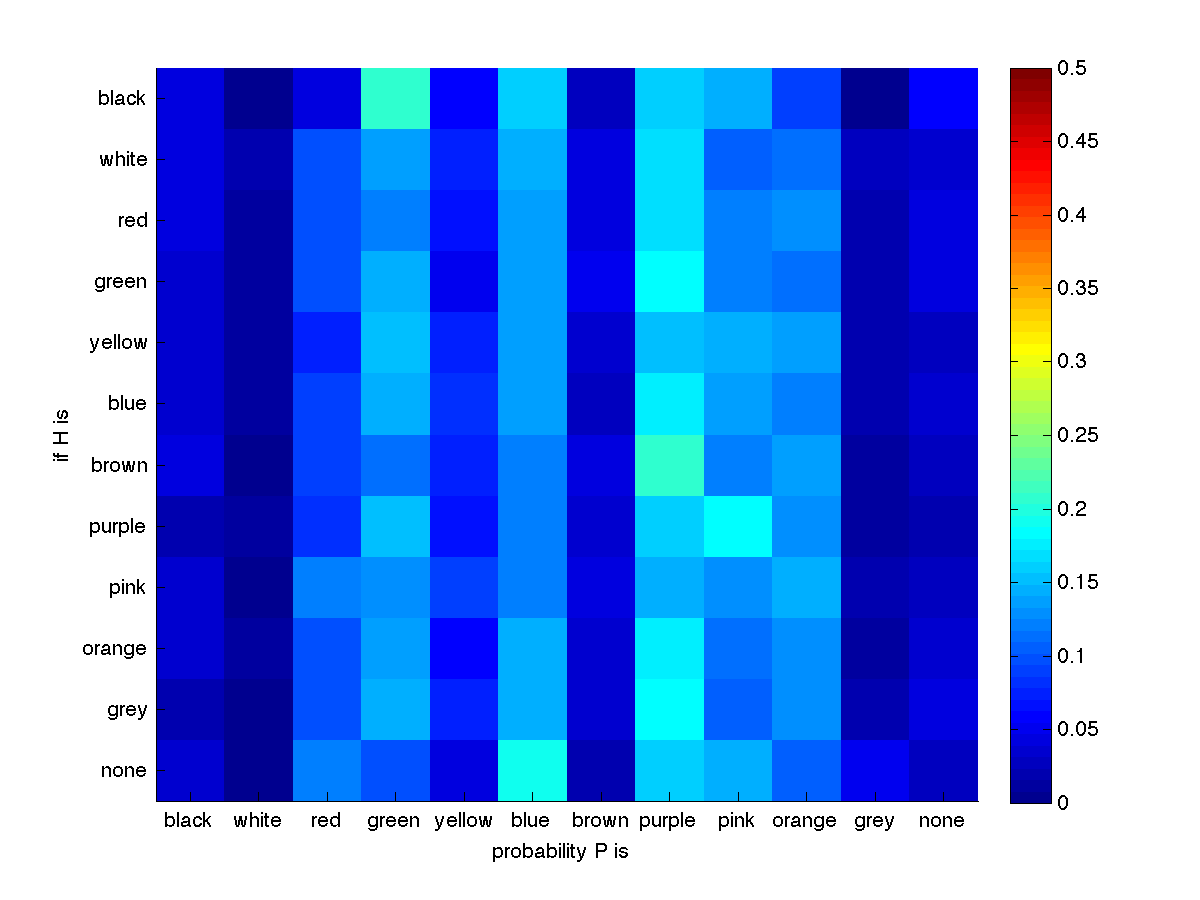 black
white
red
green
yellow
blue
brown
purple
pink
orange
grey
none
if H is
black white red green yellow blue brown purple pink orange grey none
probability P is
0.5
0.45
0.4
0.35
0.3
0.25
0.2
0.15
0.1
0.05
0